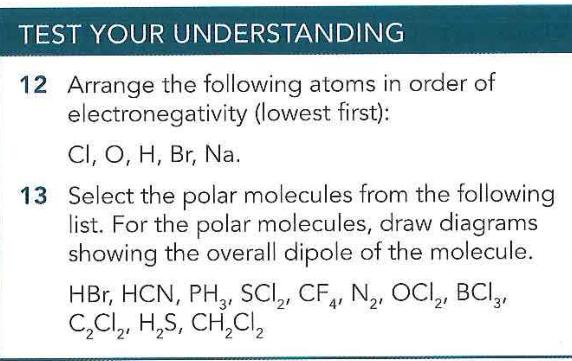 TEST YOUR UNDERSTANDING
12 Arrange the following atoms in order of
electronegativity (lowest first):
Cl, O, H, Br, Na.
13 Select the polar molecules from the following
list. For the polar molecules, draw diagrams
showing the overall dipole of the molecule.
HBr, HCN, PH₃, SCl₂, CF₄, N₂, OCl₂, BCl₃,
C₂Cl₂, H₂S, CH₂Cl₂